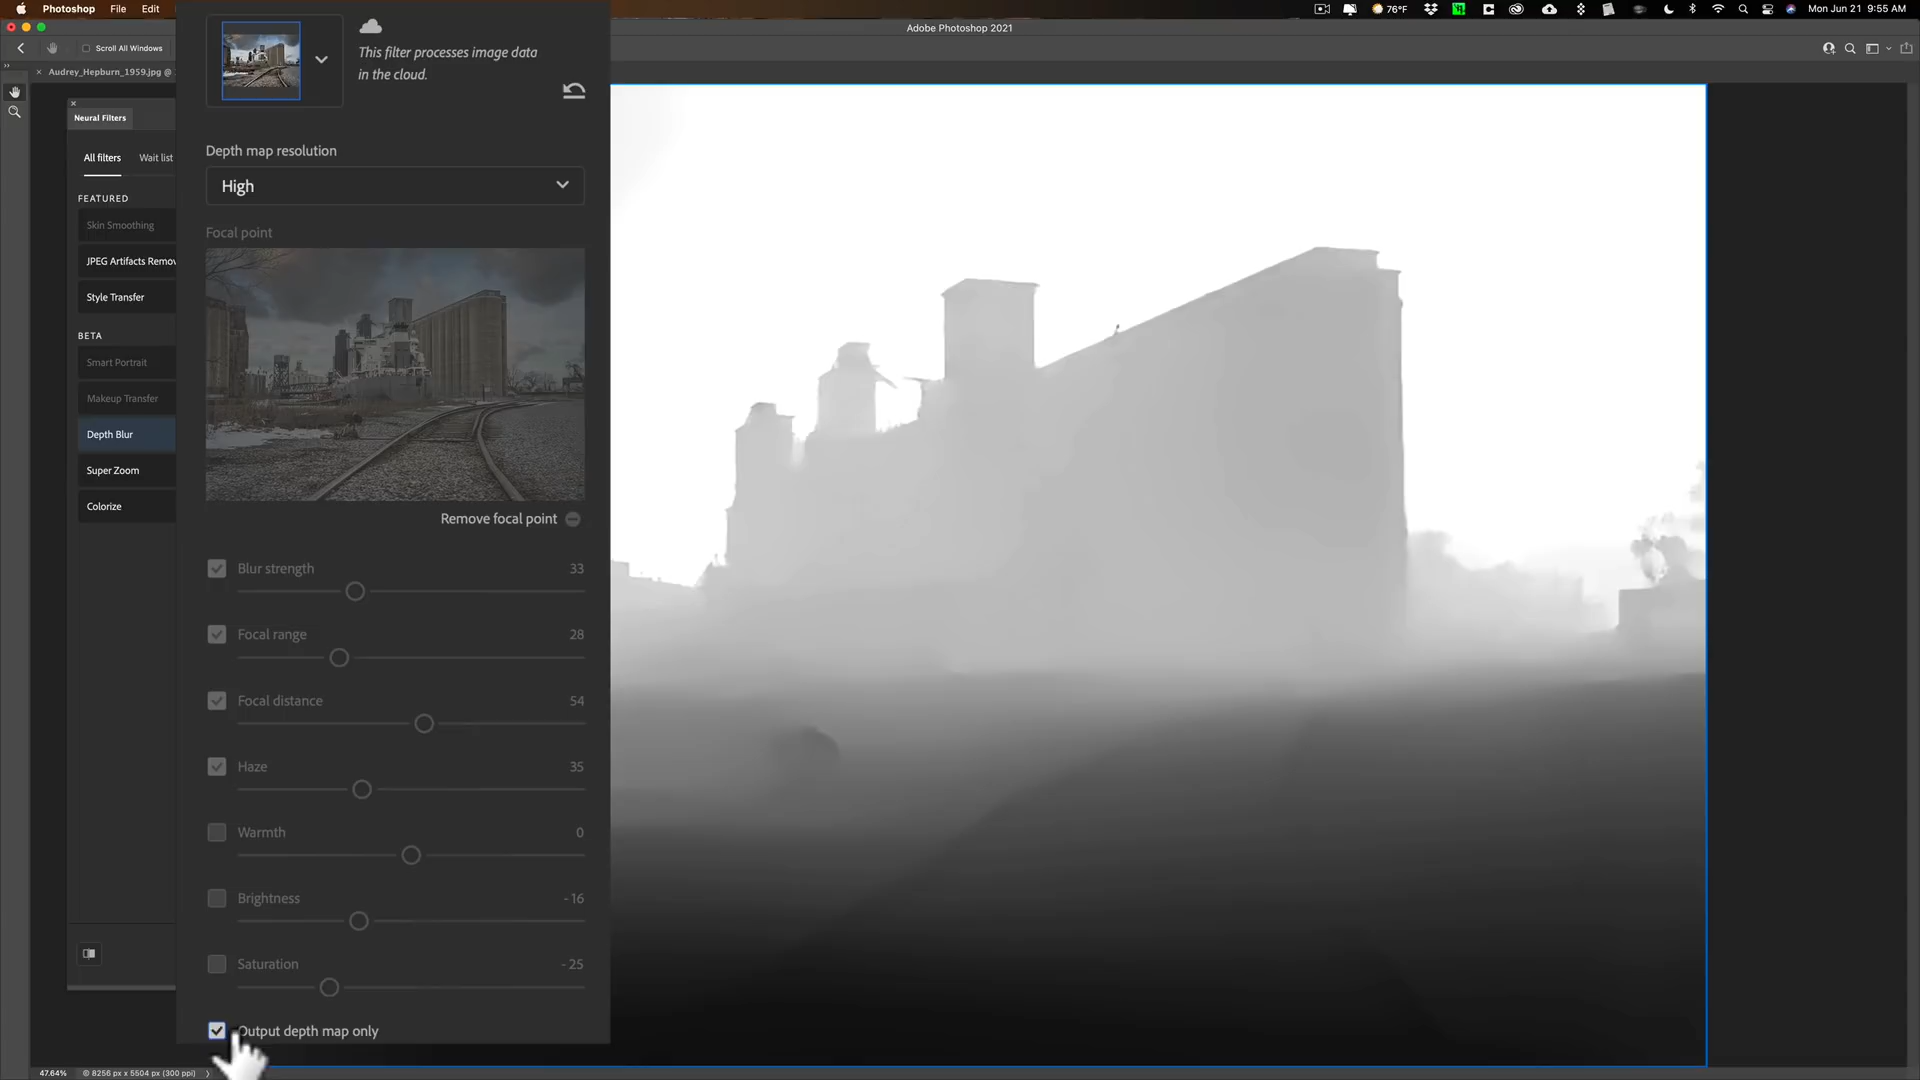 Photoshop File Edit
76°F
Mon Jun 21 9:55 AM
Adobe Photoshop 2021
Scroll All Windows
Audrey_Hepburn_1959.jpg @
Neural Filters
All filters Wait list
FEATURED
Skin Smoothing
JPEG Artifacts Remov
Style Transfer
BETA
Smart Portrait
Makeup Transfer
Depth Blur
Super Zoom
Colorize
This filter processes image data
in the cloud.
Depth map resolution
High
Focal point
Remove focal point
Blur strength 33
Focal range 28
Focal distance 54
Haze 35
Warmth 0
Brightness -16
Saturation -25
Output depth map only
47.64% 8256 px x 5504 px (300 ppi)